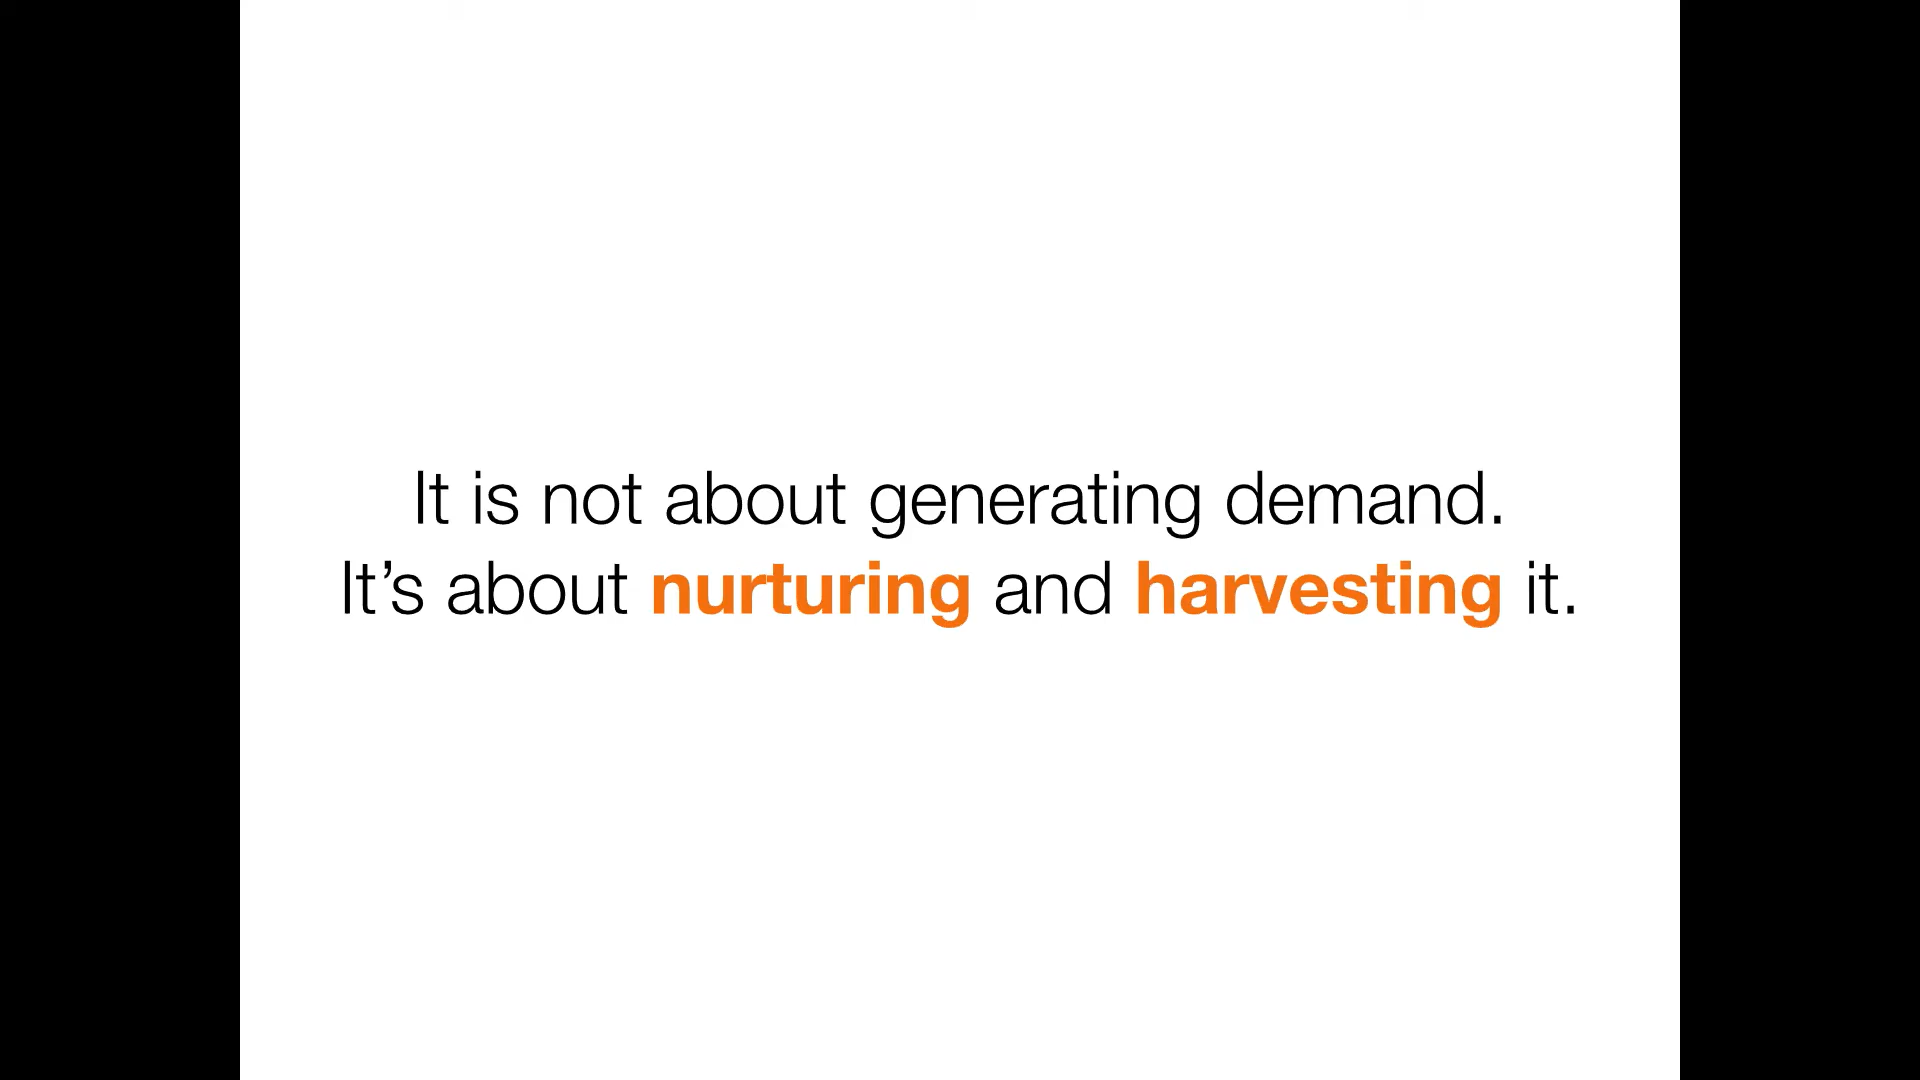 It is not about generating demand.
It’s about nurturing and harvesting it.